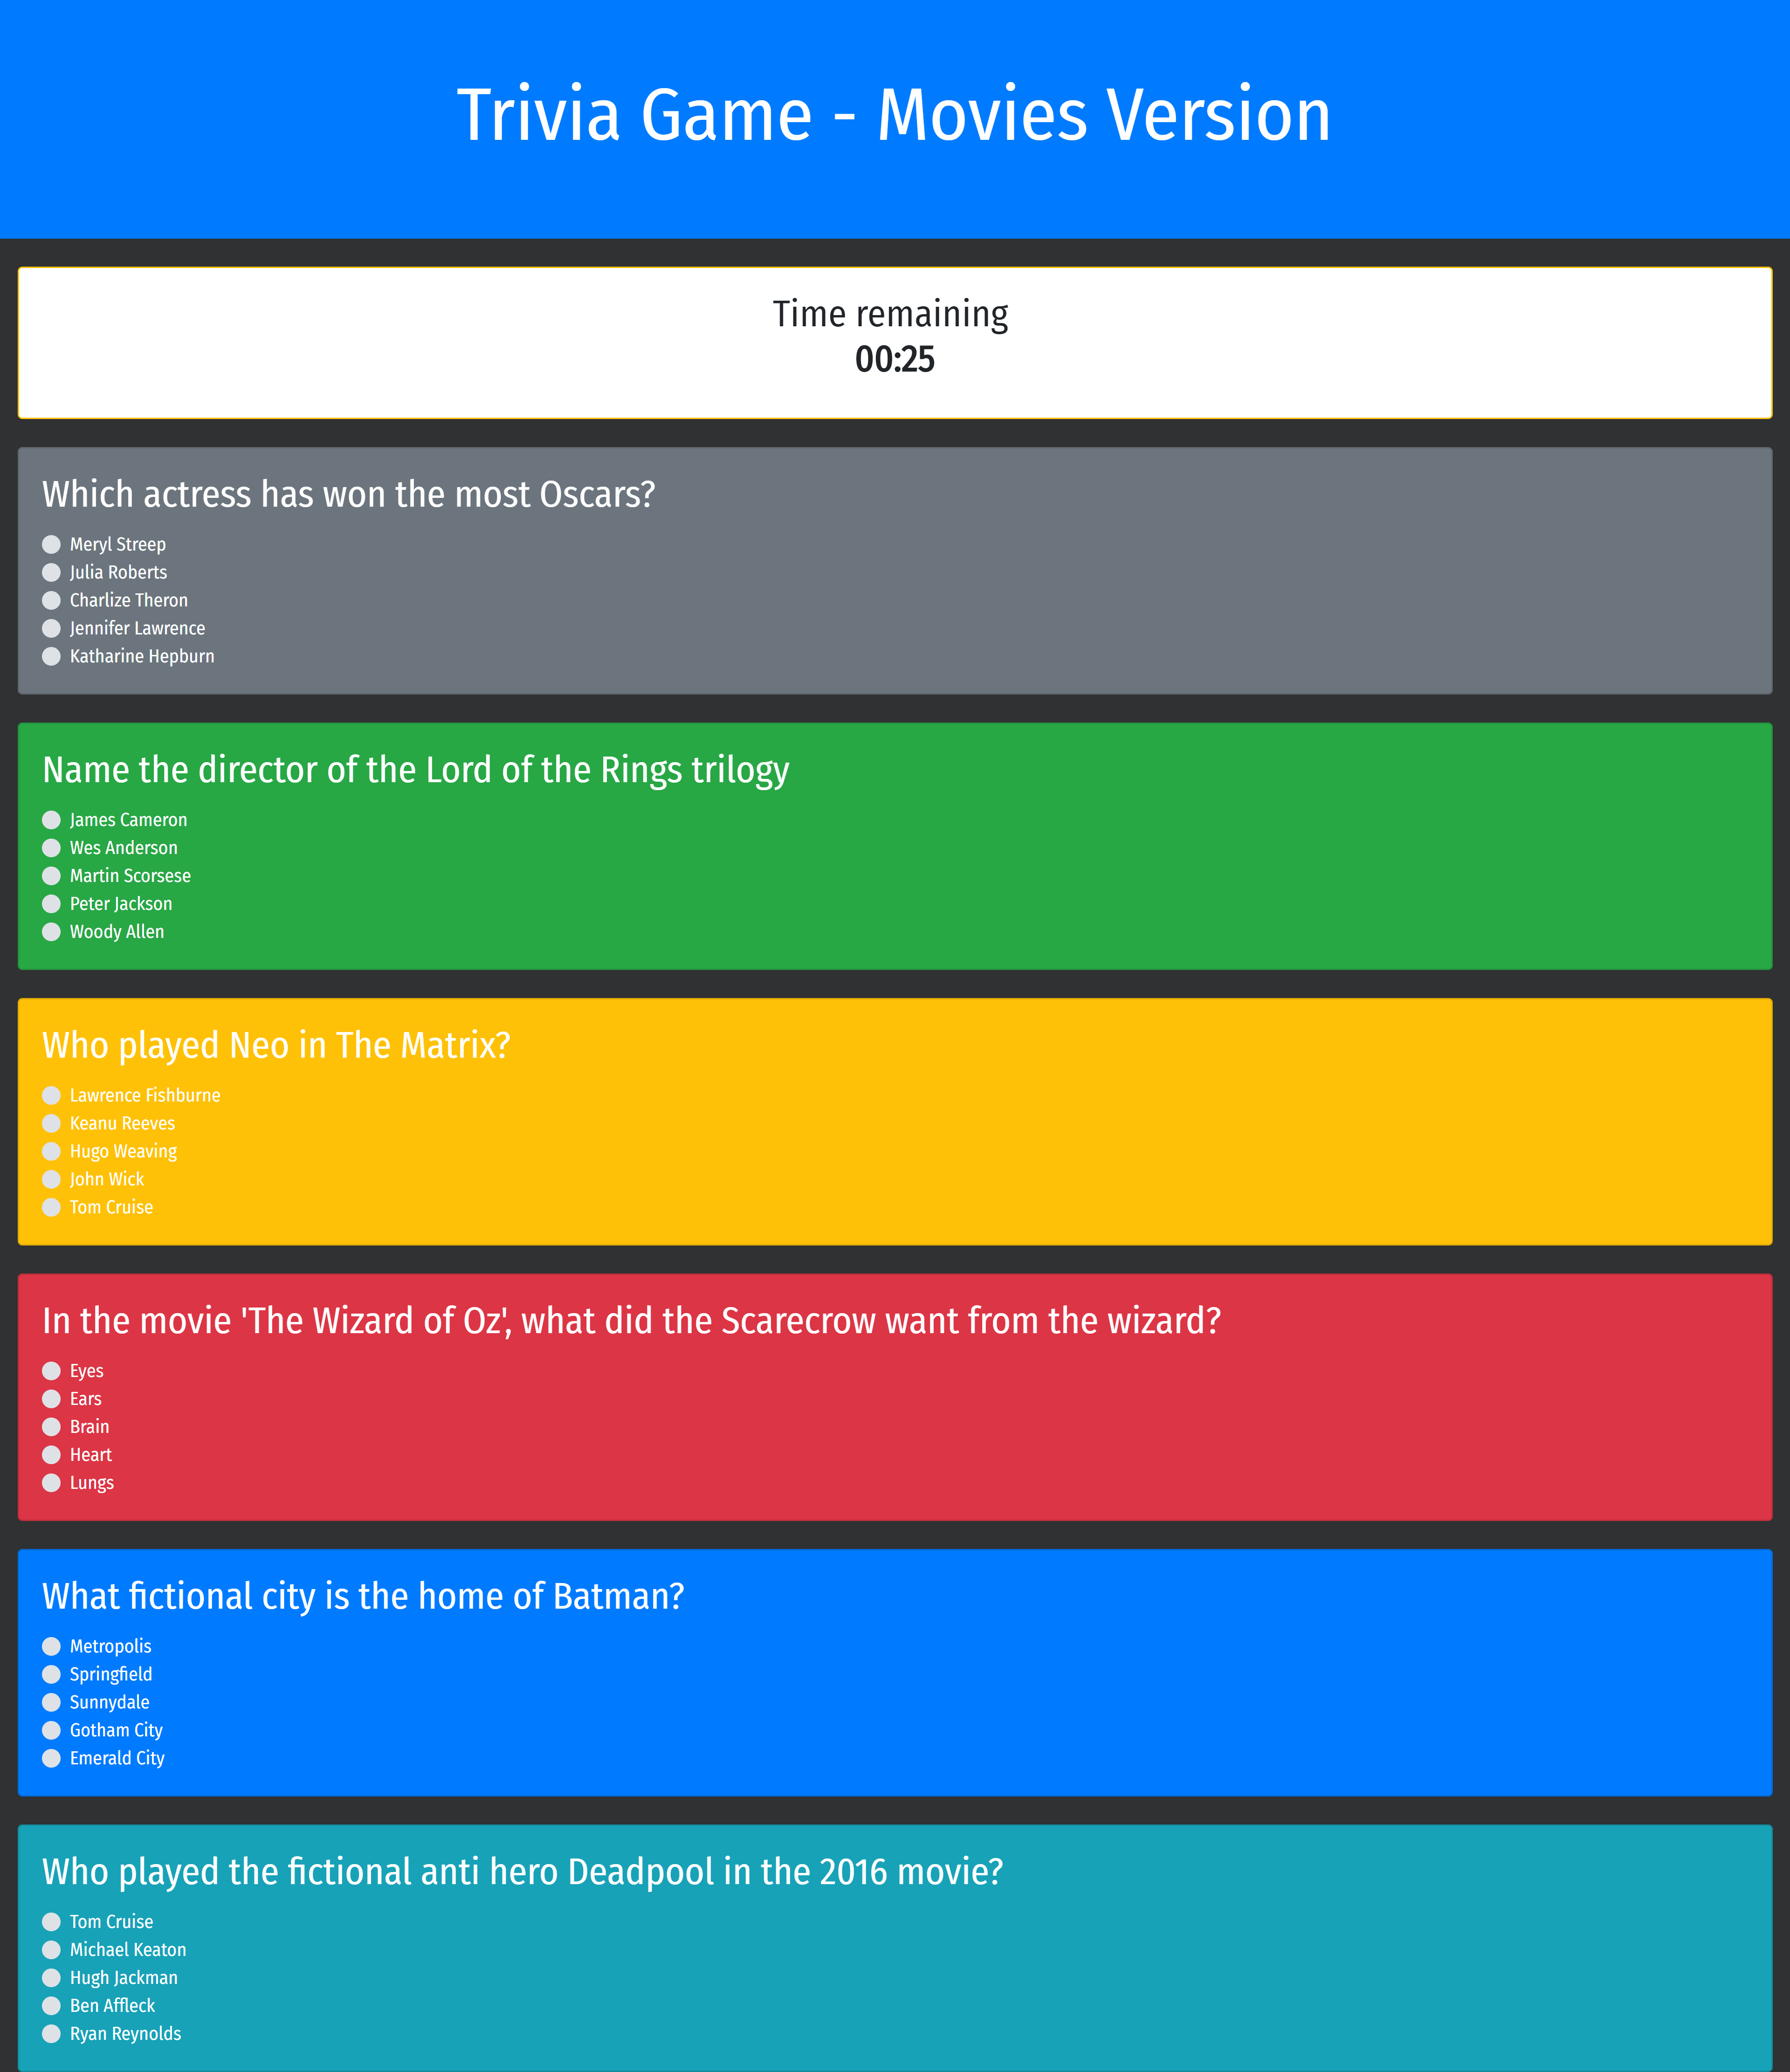 Trivia Game - Movies Version
Time remaining
00:25
Which actress has won the most Oscars?
Meryl Streep
Julia Roberts
Charlize Theron
Jennifer Lawrence
Katharine Hepburn
Name the director of the Lord of the Rings trilogy
James Cameron
Wes Anderson
Martin Scorsese
Peter Jackson
Woody Allen
Who played Neo in The Matrix?
Lawrence Fishburne
Keanu Reeves
Hugo Weaving
John Wick
Tom Cruise
In the movie 'The Wizard of Oz', what did the Scarecrow want from the wizard?
Eyes
Ears
Brain
Heart
Lungs
What fictional city is the home of Batman?
Metropolis
Springfield
Sunnydale
Gotham City
Emerald City
Who played the fictional anti hero Deadpool in the 2016 movie?
Tom Cruise
Michael Keaton
Hugh Jackman
Ben Affleck
Ryan Reynolds